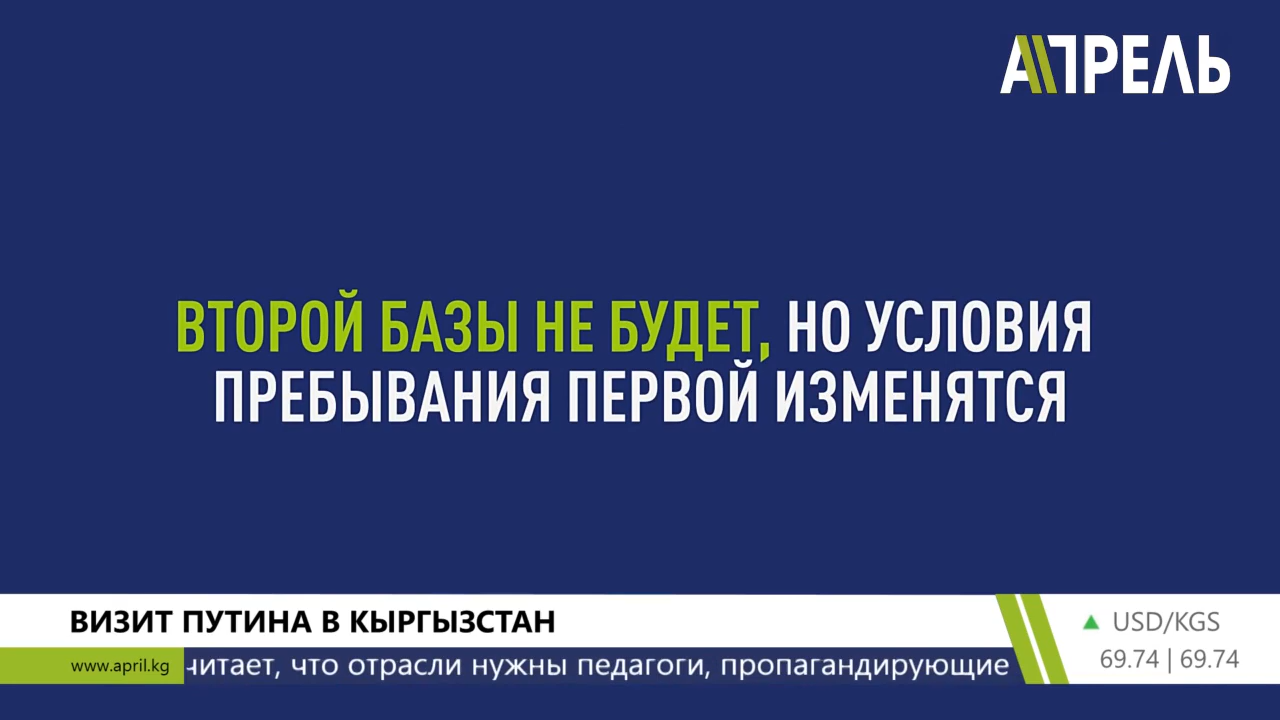 АПРЕЛЬ
ВТОРОЙ БАЗЫ НЕ БУДЕТ, НО УСЛОВИЯ
ПРЕБЫВАНИЯ ПЕРВОЙ ИЗМЕНЯТСЯ
ВИЗИТ ПУТИНА В КЫРГЫЗСТАН
USD/KGS
www.april.kg
читает, что отрасли нужны педагоги, пропагандирующие
69.74 | 69.74